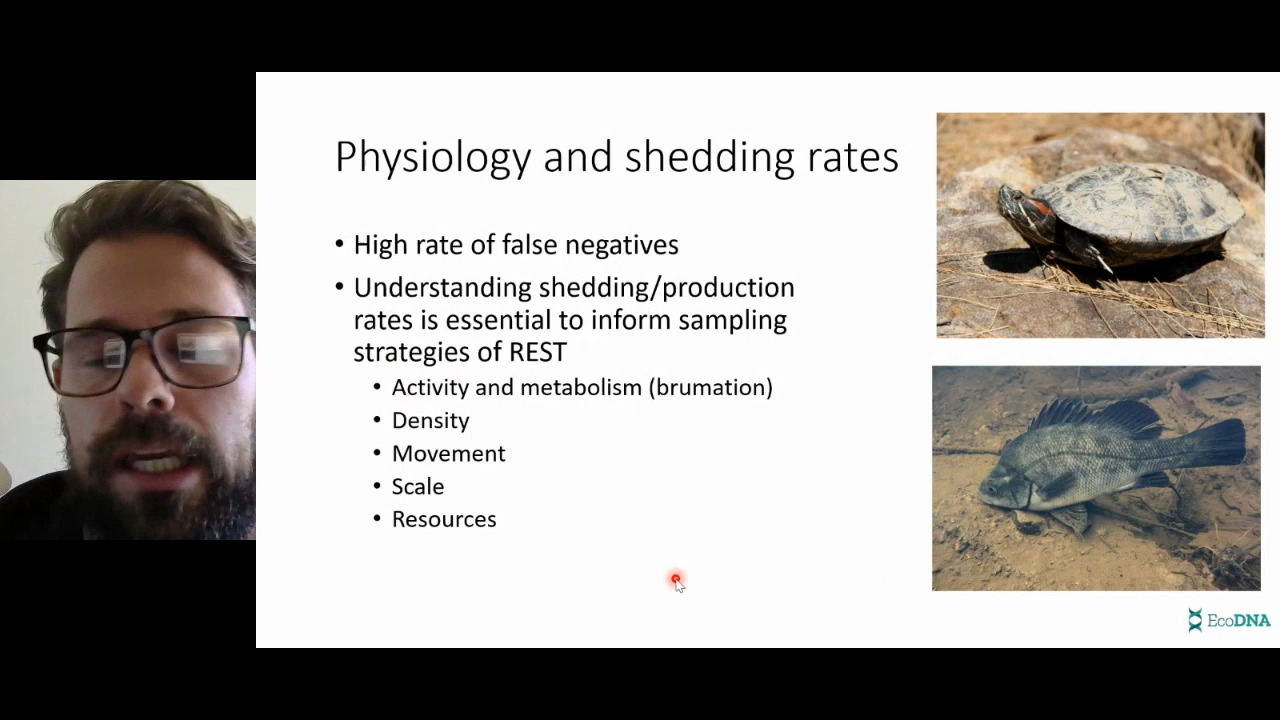 Physiology and shedding rates
• High rate of false negatives
• Understanding shedding/production
rates is essential to inform sampling
strategies of REST
• Activity and metabolism (brumation)
• Density
• Movement
• Scale
• Resources
EcoDNA